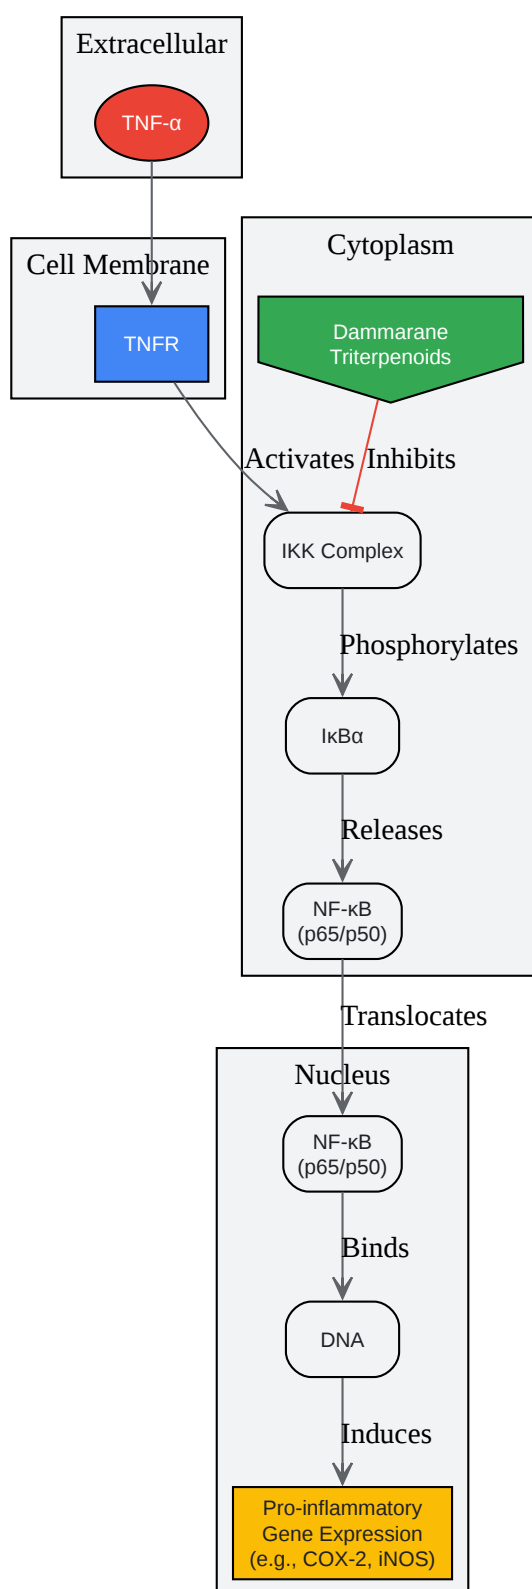 Extracellular
TNF-α
Cell Membrane
TNFR
Cytoplasm
Dammarane
Triterpenoids
Activates
Inhibits
IKK Complex
Phosphorylates
IκBα
Releases
NF-κB
(p65/p50)
Translocates
Nucleus
NF-κB
(p65/p50)
Binds
DNA
Induces
Pro-inflammatory
Gene Expression
(e.g., COX-2, iNOS)